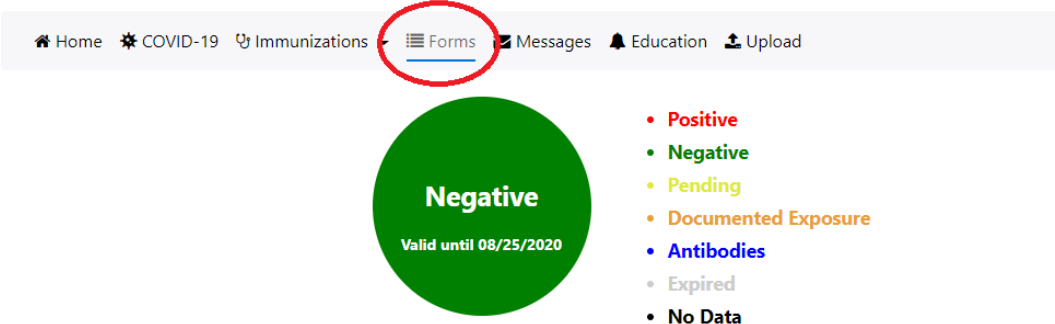 Home COVID-19 Immunizations Forms Messages Education Upload
Negative
Valid until 08/25/2020
Positive
Negative
Pending
Documented Exposure
Antibodies
Expired
No Data